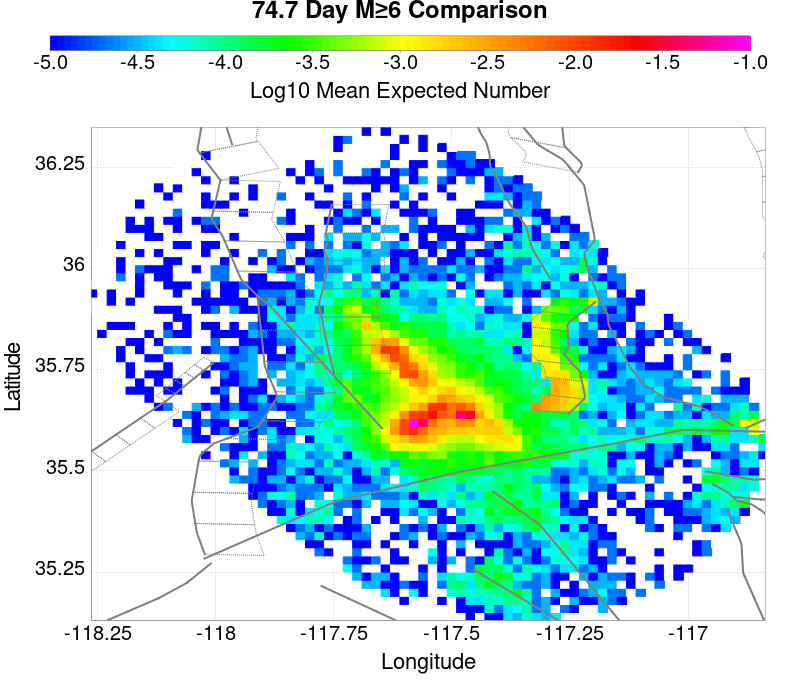 74.7 Day M≥6 Comparison
-5.0 -4.5 -4.0 -3.5 -3.0 -2.5 -2.0 -1.5 -1.0
Log10 Mean Expected Number
36.25
36
35.75
35.5
35.25
Latitude
-118.25 -118 -117.75 -117.5 -117.25 -117
Longitude